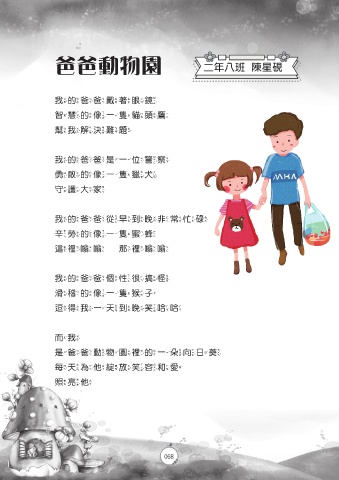 爸爸動物園
二年八班 陳星硯
我的爸爸戴著眼鏡
智慧的像一隻貓頭鷹
幫我解決難題
我的爸爸是一位警察
勇敢的像一隻獵犬
守護大家
我的爸爸從早到晚非常忙碌
辛勞的像一隻蜜蜂
這裡嗡嗡 那裡嗡嗡
我的爸爸個性很搞怪
滑稽的像一隻猴子
逗得我一天到晚笑哈哈
而我
是爸爸動物園裡的一朵向日葵
每天為他綻放笑容和愛
照亮他
068